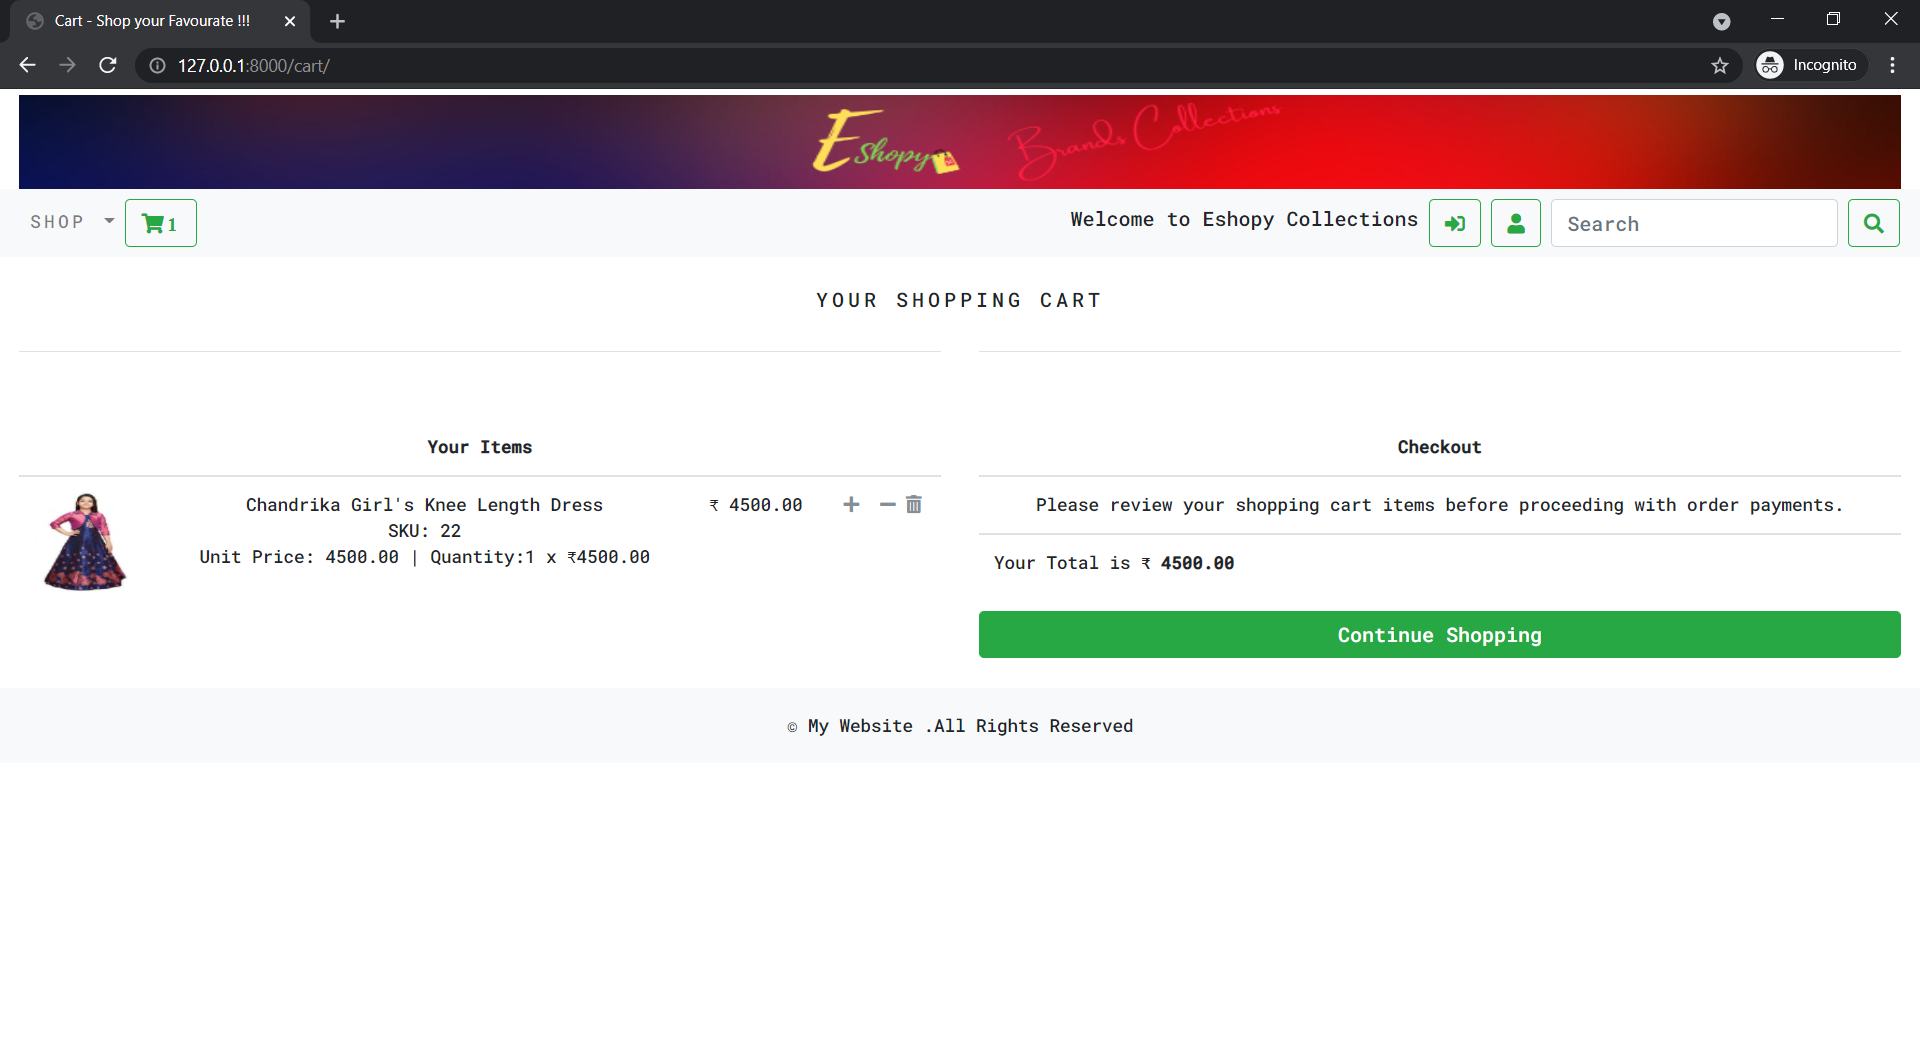 Cart - Shop your Favourate !!!
127.0.0.1:8000/cart/
Incognito
Eshopy Brands Collections
SHOP 1 Welcome to Eshopy Collections Search
YOUR SHOPPING CART
Your Items
Chandrika Girl's Knee Length Dress ₹ 4500.00
SKU: 22
Unit Price: 4500.00 | Quantity:1 x ₹4500.00
Checkout
Please review your shopping cart items before proceeding with order payments.
Your Total is ₹ 4500.00
Continue Shopping
© My Website .All Rights Reserved